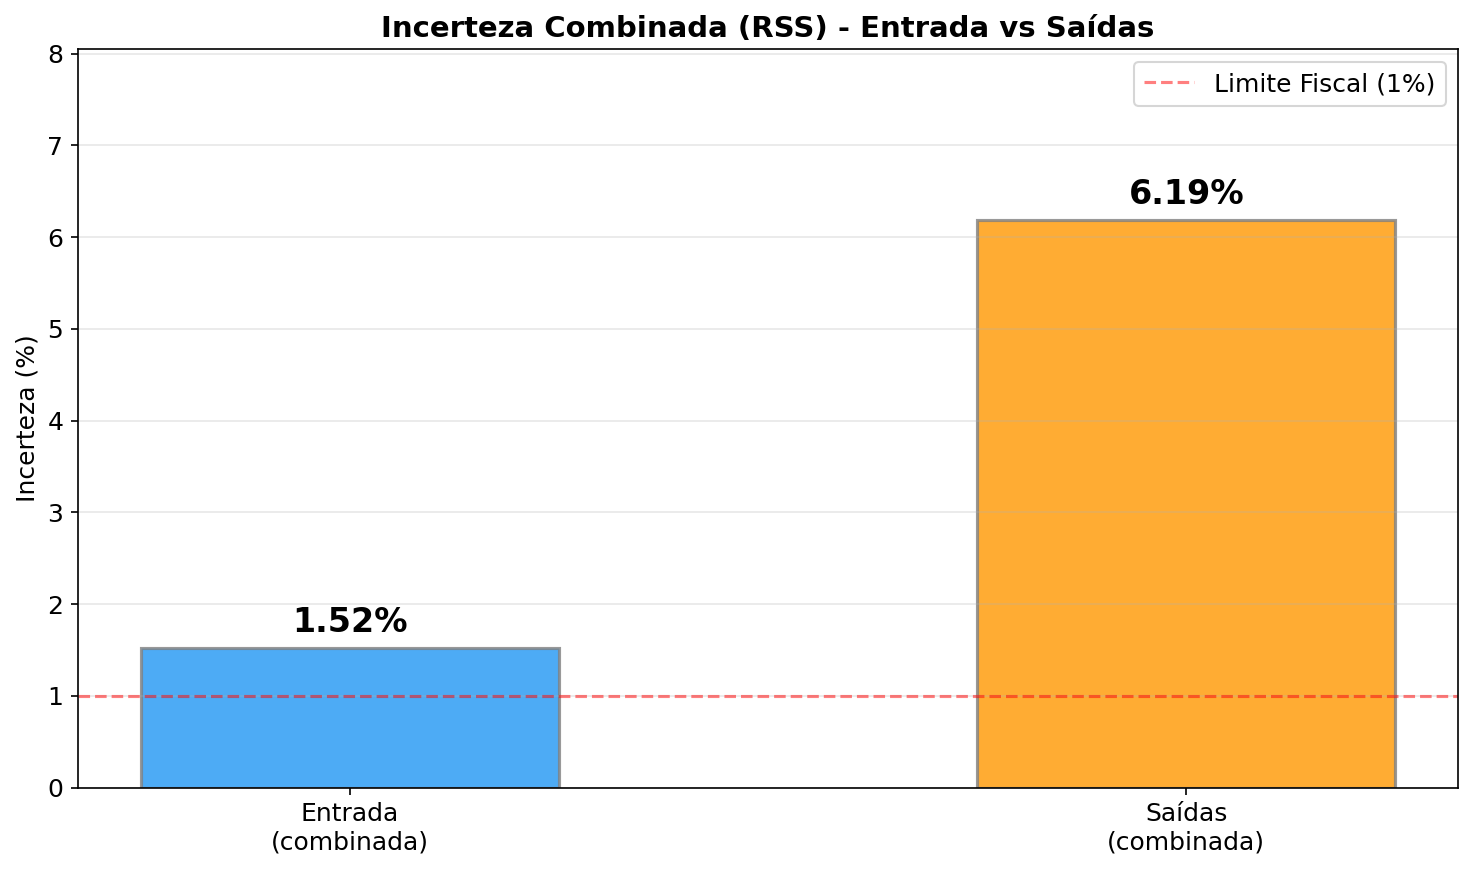 Incerteza Combinada (RSS) - Entrada vs Saídas
8
Limite Fiscal (1%)
7
6.19%
6
5
Incerteza (%)
4
3
2
1.52%
1
0
Entrada
(combinada)
Saídas
(combinada)